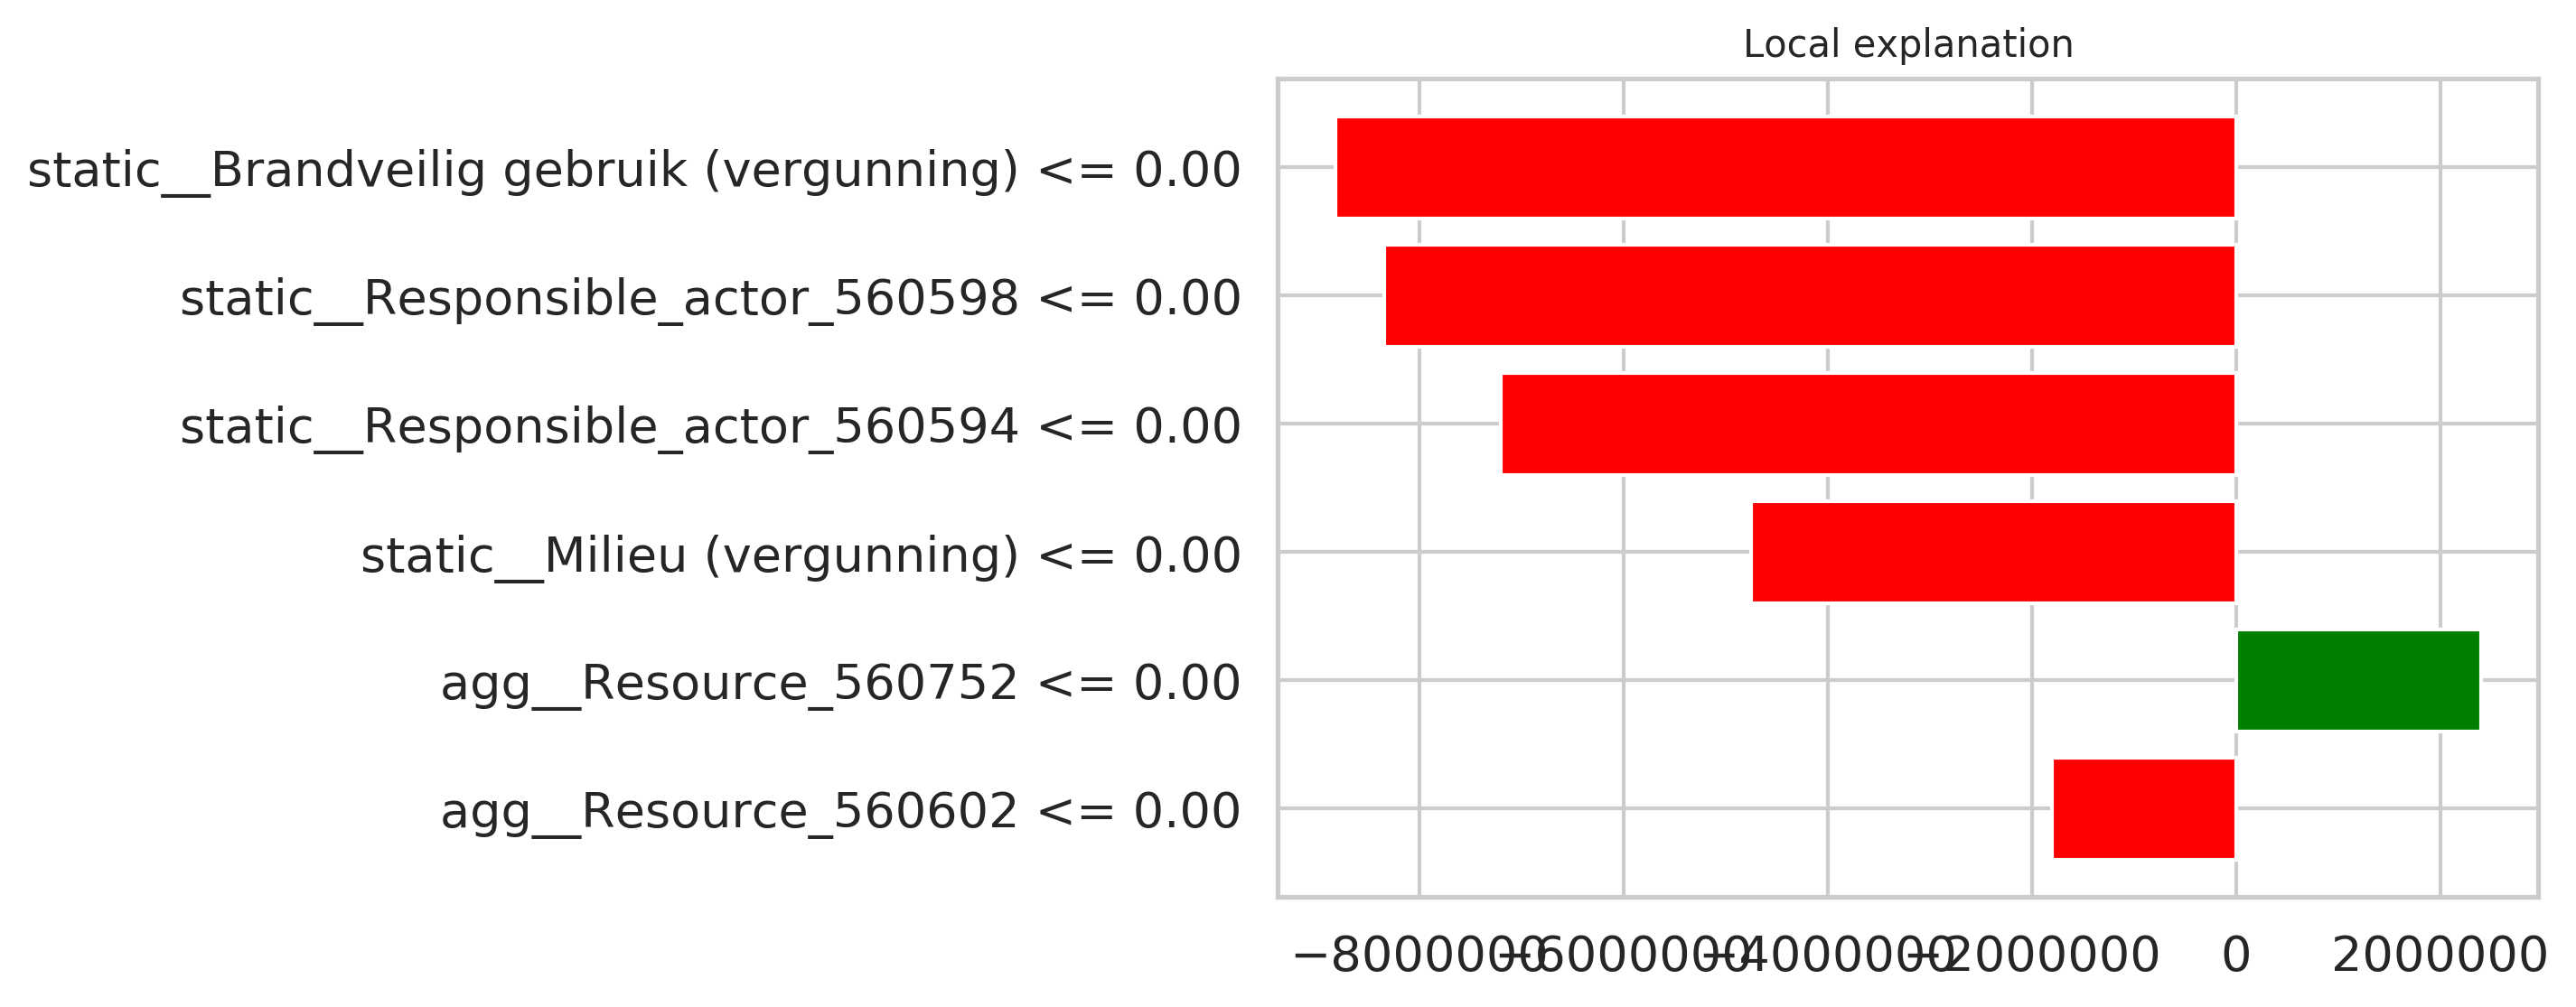 Local explanation
static__Brandveilig gebruik (vergunning) <= 0.00
static__Responsible_actor_560598 <= 0.00
static__Responsible_actor_560594 <= 0.00
static__Milieu (vergunning) <= 0.00
agg__Resource_560752 <= 0.00
agg__Resource_560602 <= 0.00
−8000000 −6000000 −4000000 −2000000 0 2000000